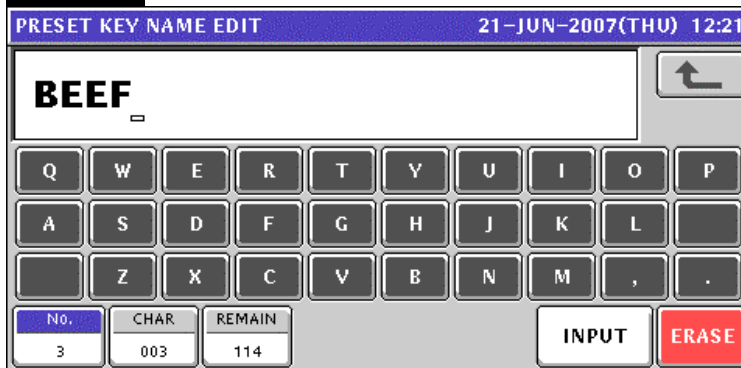 PRESET KEY NAME EDIT 21-JUN-2007(THU) 12:21
BEEF
Q W E R T Y U I O P
A S D F G H J K L
Z X C V B N M , .
No. CHAR REMAIN
3 003 114
INPUT ERASE